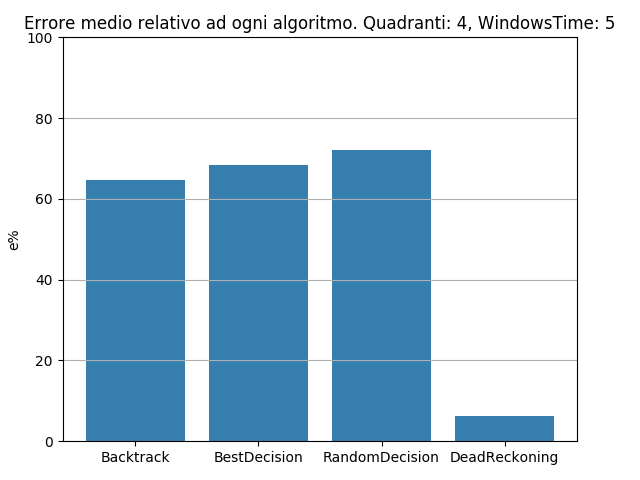 Errore medio relativo ad ogni algoritmo. Quadranti: 4, WindowsTime: 5
100
80
60
40
20
0
e%
Backtrack BestDecision RandomDecision DeadReckoning